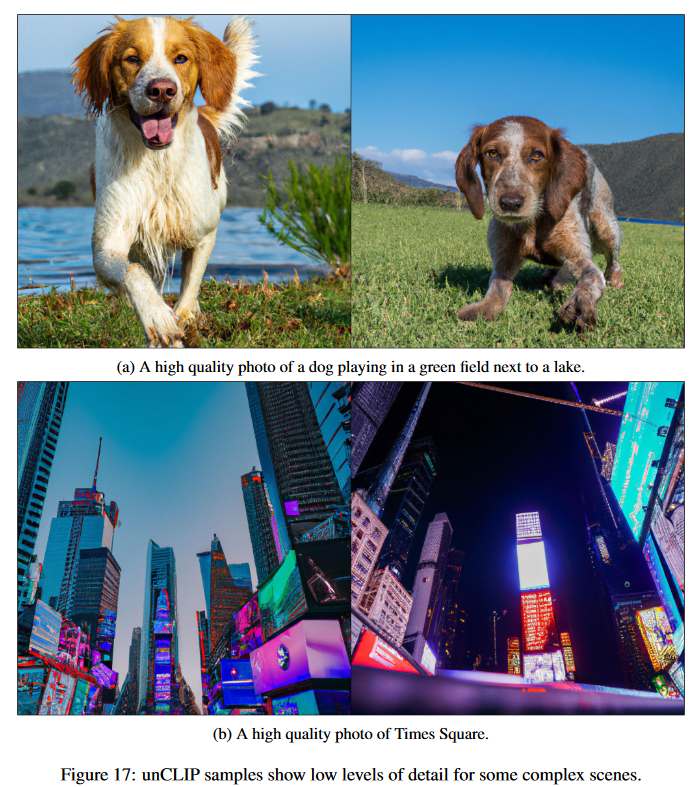 (a) A high quality photo of a dog playing in a green field next to a lake.
(b) A high quality photo of Times Square.
Figure 17: unCLIP samples show low levels of detail for some complex scenes.